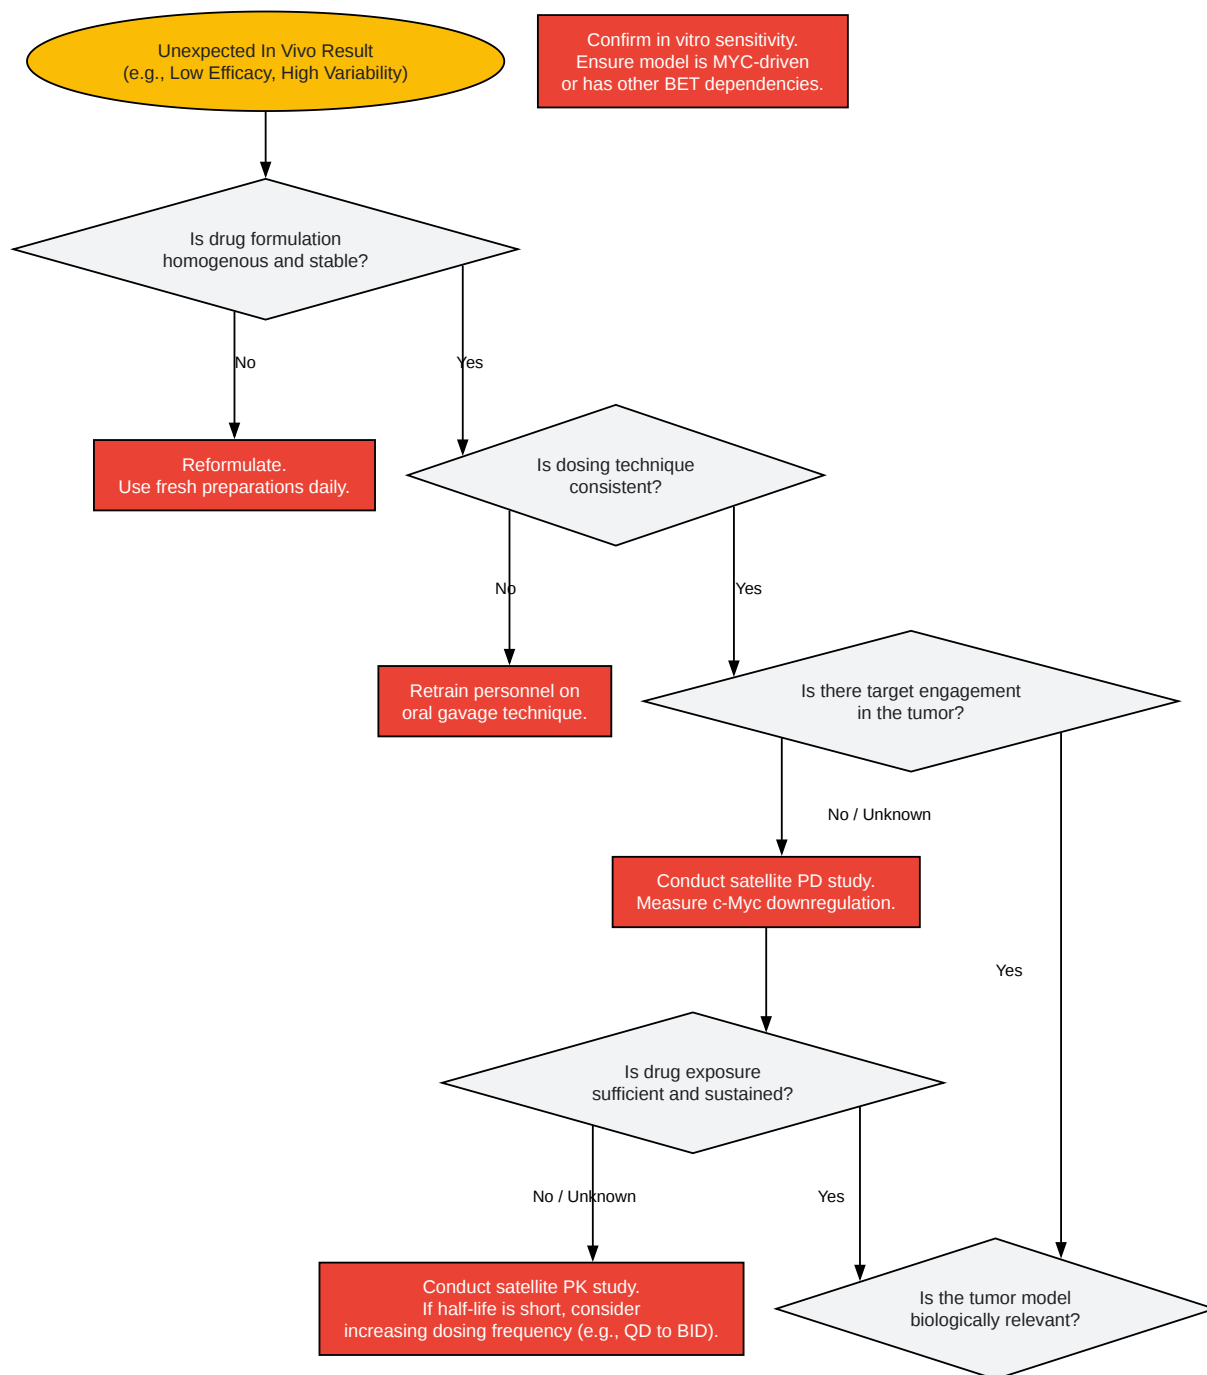 Unexpected In Vivo Result
(e.g., Low Efficacy, High Variability)
Confirm in vitro sensitivity.
Ensure model is MYC-driven
or has other BET dependencies.
Is drug formulation
homogenous and stable?
No
Yes
Reformulate.
Use fresh preparations daily.
Is dosing technique
consistent?
No
Yes
Retrain personnel on
oral gavage technique.
Is there target engagement
in the tumor?
No / Unknown
Conduct satellite PD study.
Measure c-Myc downregulation.
Yes
Is drug exposure
sufficient and sustained?
No / Unknown
Yes
Conduct satellite PK study.
If half-life is short, consider
increasing dosing frequency (e.g., QD to BID).
Is the tumor model
biologically relevant?